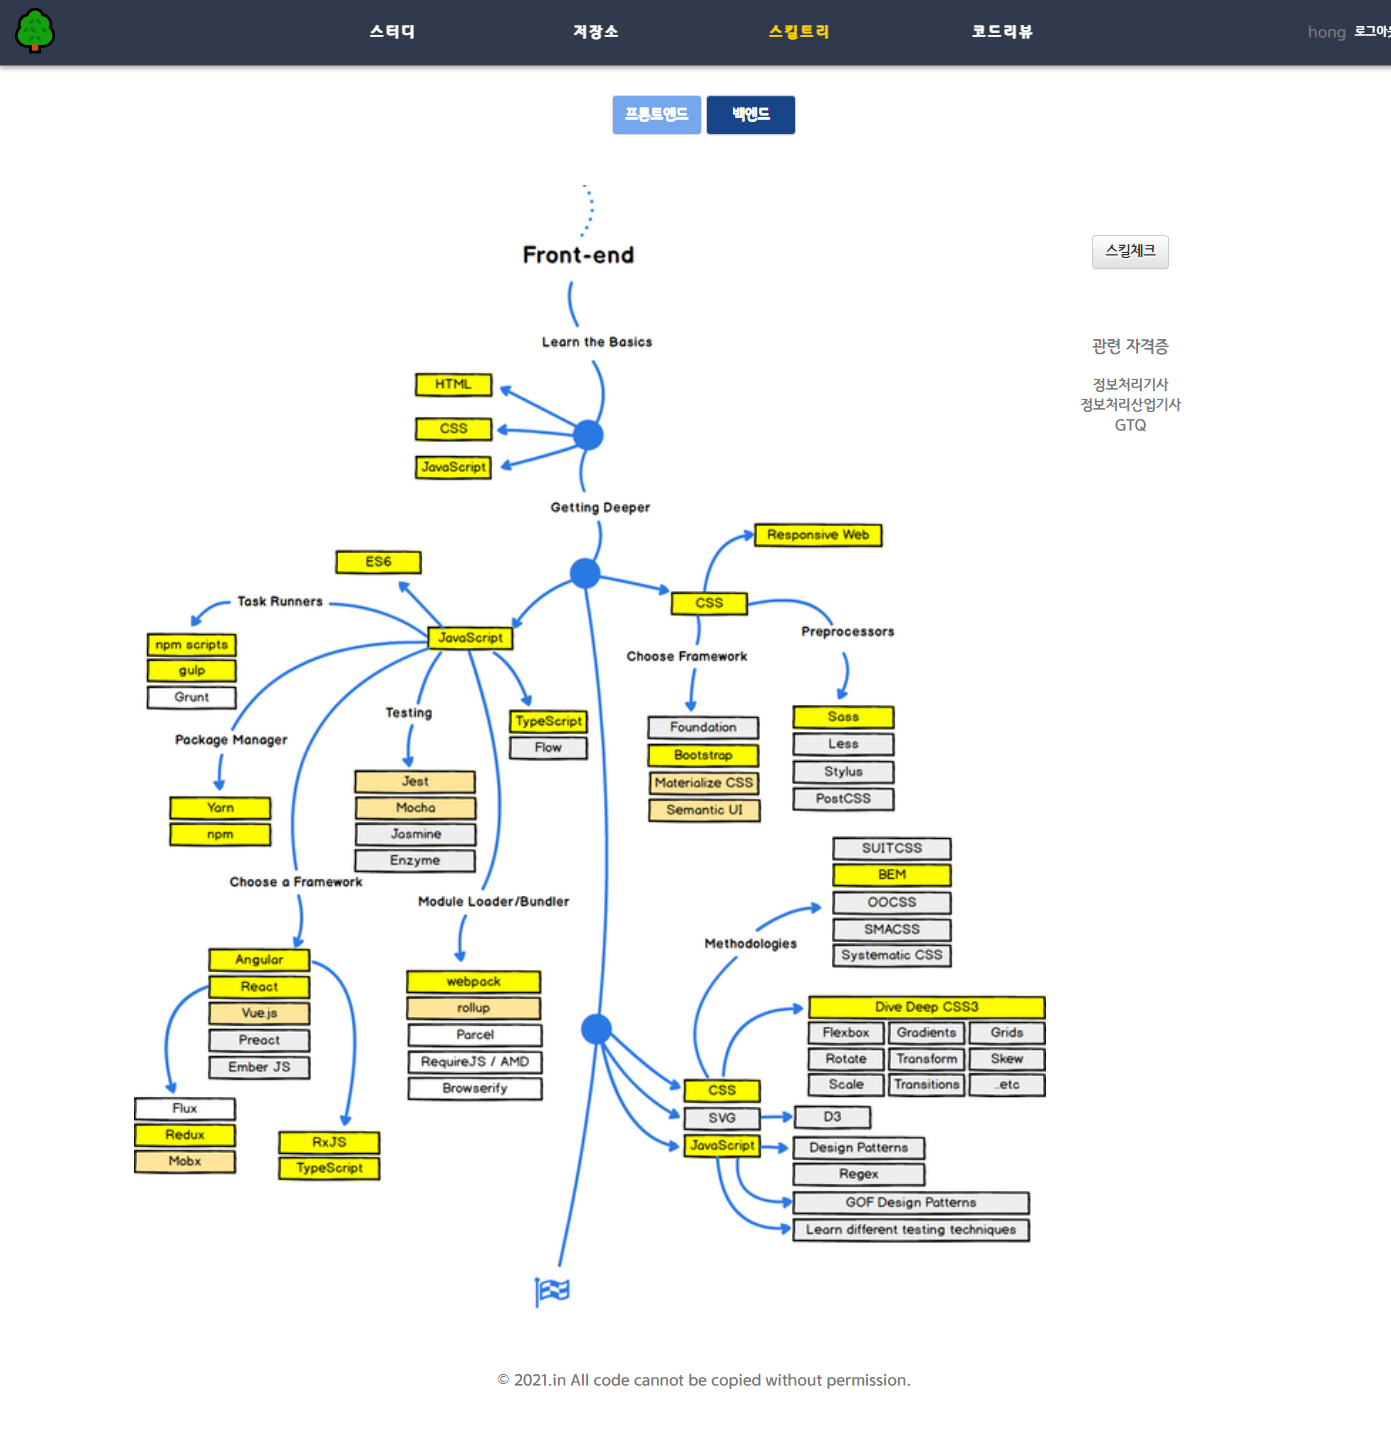 스터디
저장소
스킬트리
코드리뷰
hong 로그아웃
프론트엔드
백엔드
Front-end
스킬체크
Learn the Basics
관련 자격증
정보처리기사
정보처리산업기사
GTQ
HTML
CSS
JavaScript
Getting Deeper
Responsive Web
ES6
Task Runners
CSS
JavaScript
Preprocessors
npm scripts
gulp
Grunt
Choose Framework
Testing
TypeScript
Flow
Package Manager
Foundation
Bootstrap
Materialize CSS
Semantic UI
Sass
Less
Stylus
PostCSS
Yarn
npm
Jest
Mocha
Jasmine
Enzyme
SUITCSS
BEM
OOCSS
SMACSS
Systematic CSS
Choose a Framework
Module Loader/Bundler
Methodologies
Angular
React
Vue.js
Preact
Ember JS
webpack
rollup
Parcel
RequireJS / AMD
Browserify
Dive Deep CSS3
Flexbox Gradients Grids
Rotate Transform Skew
Scale Transitions ..etc
Flux
Redux
Mobx
RxJS
TypeScript
CSS
SVG
JavaScript
D3
Design Patterns
Regex
GOF Design Patterns
Learn different testing techniques
© 2021.in All code cannot be copied without permission.